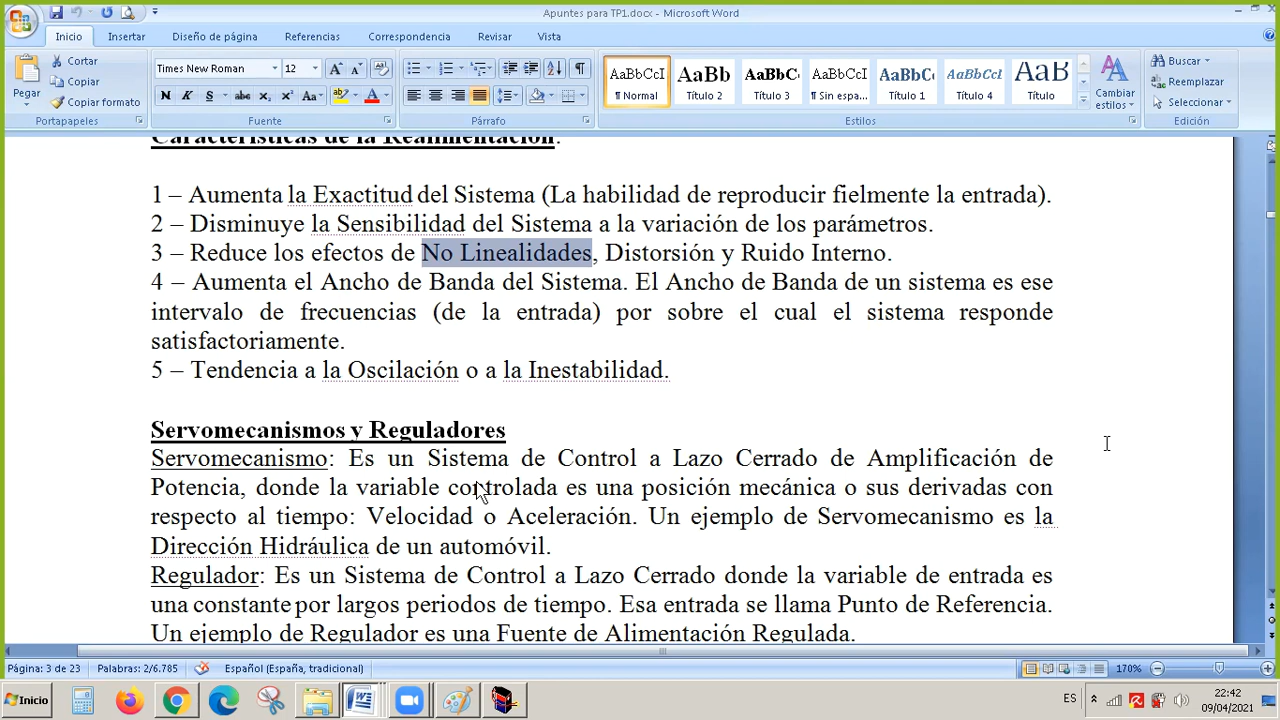 Apuntes para TP1.docx - Microsoft Word
Inicio Insertar Diseño de página Referencias Correspondencia Revisar Vista
Pegar
Cortar
Copiar
Copiar formato
Portapapeles
Times New Roman 12
N K S abc x₂ x² Aa
Fuente
Párrafo
AaBbCcI AaBb AaBbC AaBbCcI AaBbC AaBbCcI AaB
¶ Normal Título 2 Título 3 ¶ Sin espa... Título 1 Título 4 Título
Cambiar estilos
Estilos
Buscar
Reemplazar
Seleccionar
Edición
Características de la Realimentación:
1 – Aumenta la Exactitud del Sistema (La habilidad de reproducir fielmente la entrada).
2 – Disminuye la Sensibilidad del Sistema a la variación de los parámetros.
3 – Reduce los efectos de No Linealidades, Distorsión y Ruido Interno.
4 – Aumenta el Ancho de Banda del Sistema. El Ancho de Banda de un sistema es ese
intervalo de frecuencias (de la entrada) por sobre el cual el sistema responde
satisfactoriamente.
5 – Tendencia a la Oscilación o a la Inestabilidad.
Servomecanismos y Reguladores
Servomecanismo: Es un Sistema de Control a Lazo Cerrado de Amplificación de
Potencia, donde la variable controlada es una posición mecánica o sus derivadas con
respecto al tiempo: Velocidad o Aceleración. Un ejemplo de Servomecanismo es la
Dirección Hidráulica de un automóvil.
Regulador: Es un Sistema de Control a Lazo Cerrado donde la variable de entrada es
una constante por largos periodos de tiempo. Esa entrada se llama Punto de Referencia.
Un ejemplo de Regulador es una Fuente de Alimentación Regulada.
Página: 3 de 23 Palabras: 2/6.785 Español (España, tradicional) 170%
Inicio ES 22:42
09/04/2021